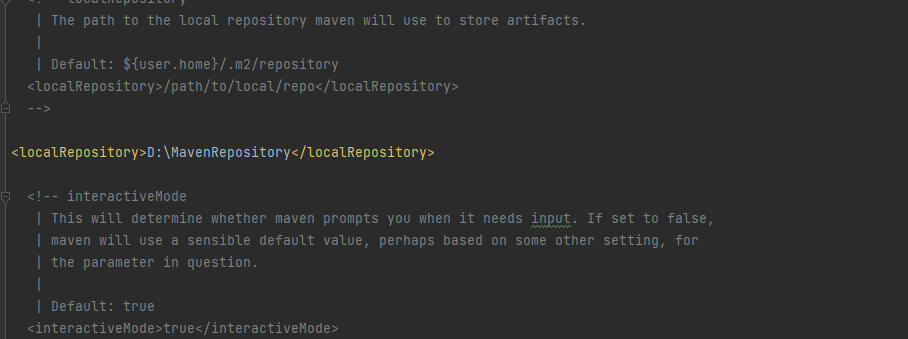 <!-- localRepository
| The path to the local repository maven will use to store artifacts.
|
| Default: ${user.home}/.m2/repository
<localRepository>/path/to/local/repo</localRepository>
-->
<localRepository>D:\MavenRepository</localRepository>
<!-- interactiveMode
| This will determine whether maven prompts you when it needs input. If set to false,
| maven will use a sensible default value, perhaps based on some other setting, for
| the parameter in question.
|
| Default: true
<interactiveMode>true</interactiveMode>